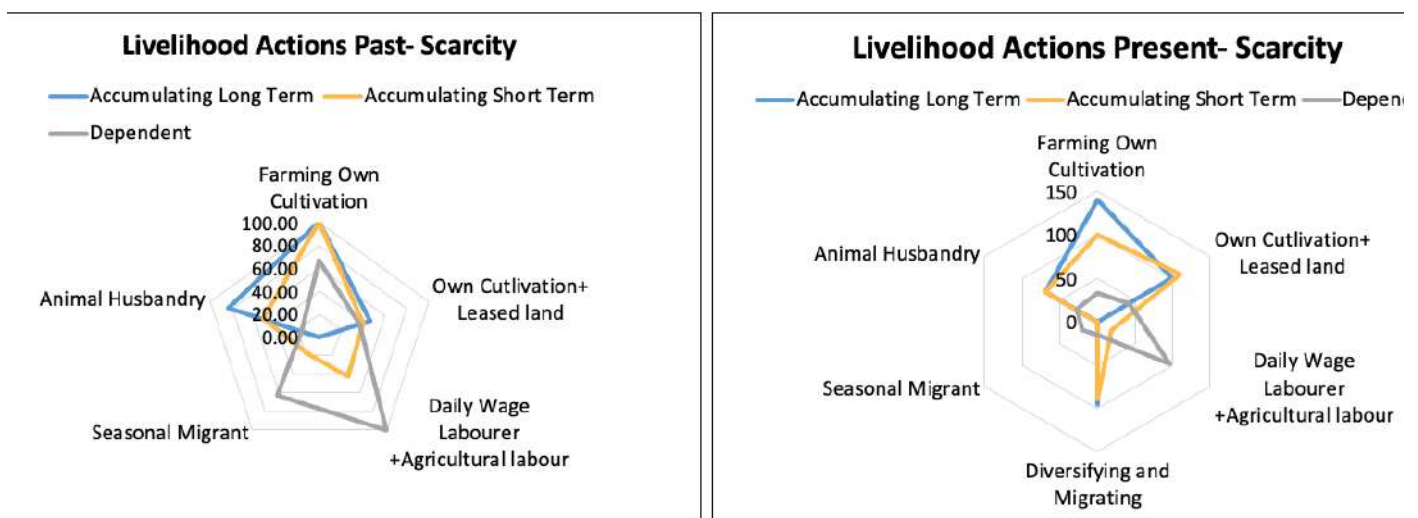 Livelihood Actions Past- Scarcity
Accumulating Long Term
Accumulating Short Term
Dependent
Farming Own
Cultivation
100.00
80.00
60.00
40.00
20.00
0.00
Own Cutlivation+
Leased land
Daily Wage
Labourer
+Agricultural labour
Seasonal Migrant
Animal Husbandry
Livelihood Actions Present- Scarcity
Accumulating Long Term
Accumulating Short Term
Depen
Farming Own
Cultivation
150
100
50
0
Own Cutlivation+
Leased land
Daily Wage
Labourer
+Agricultural labour
Diversifying and
Migrating
Seasonal Migrant
Animal Husbandry